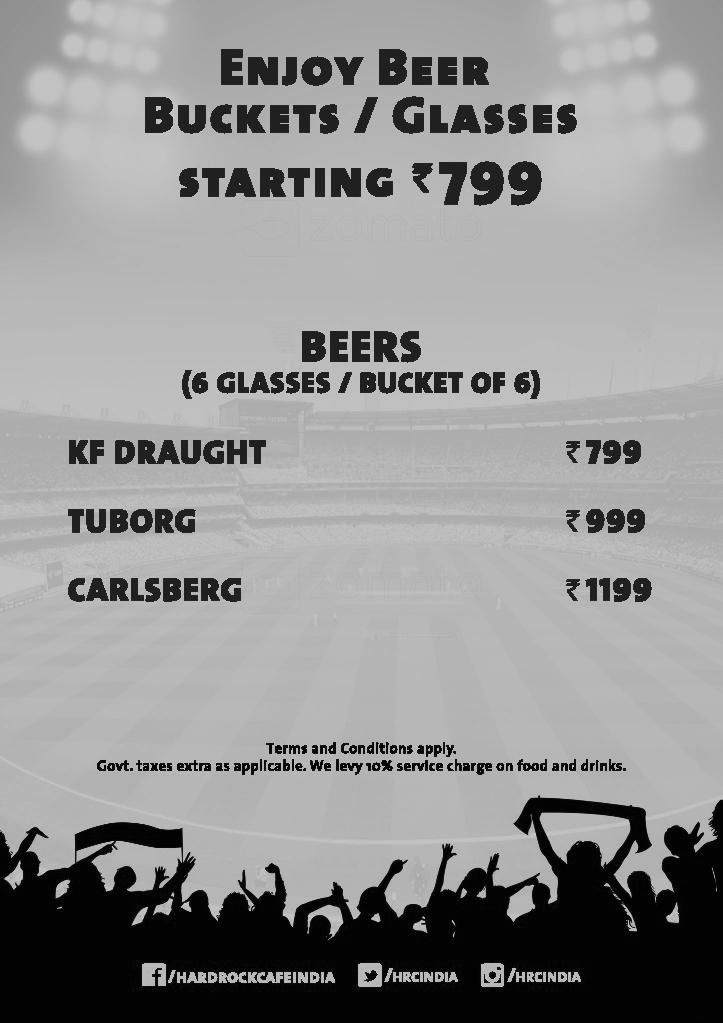 ENJOY BEER
BUCKETS / GLASSES
STARTING ₹799
zomato
BEERS
(6 GLASSES / BUCKET OF 6)
KF DRAUGHT ₹799
TUBORG ₹999
CARLSBERG ₹1199
zomato
Terms and Conditions apply.
Govt. taxes extra as applicable. We levy 10% service charge on food and drinks.
/HARDROCKCAFEINDIA /HRCINDIA /HRCINDIA